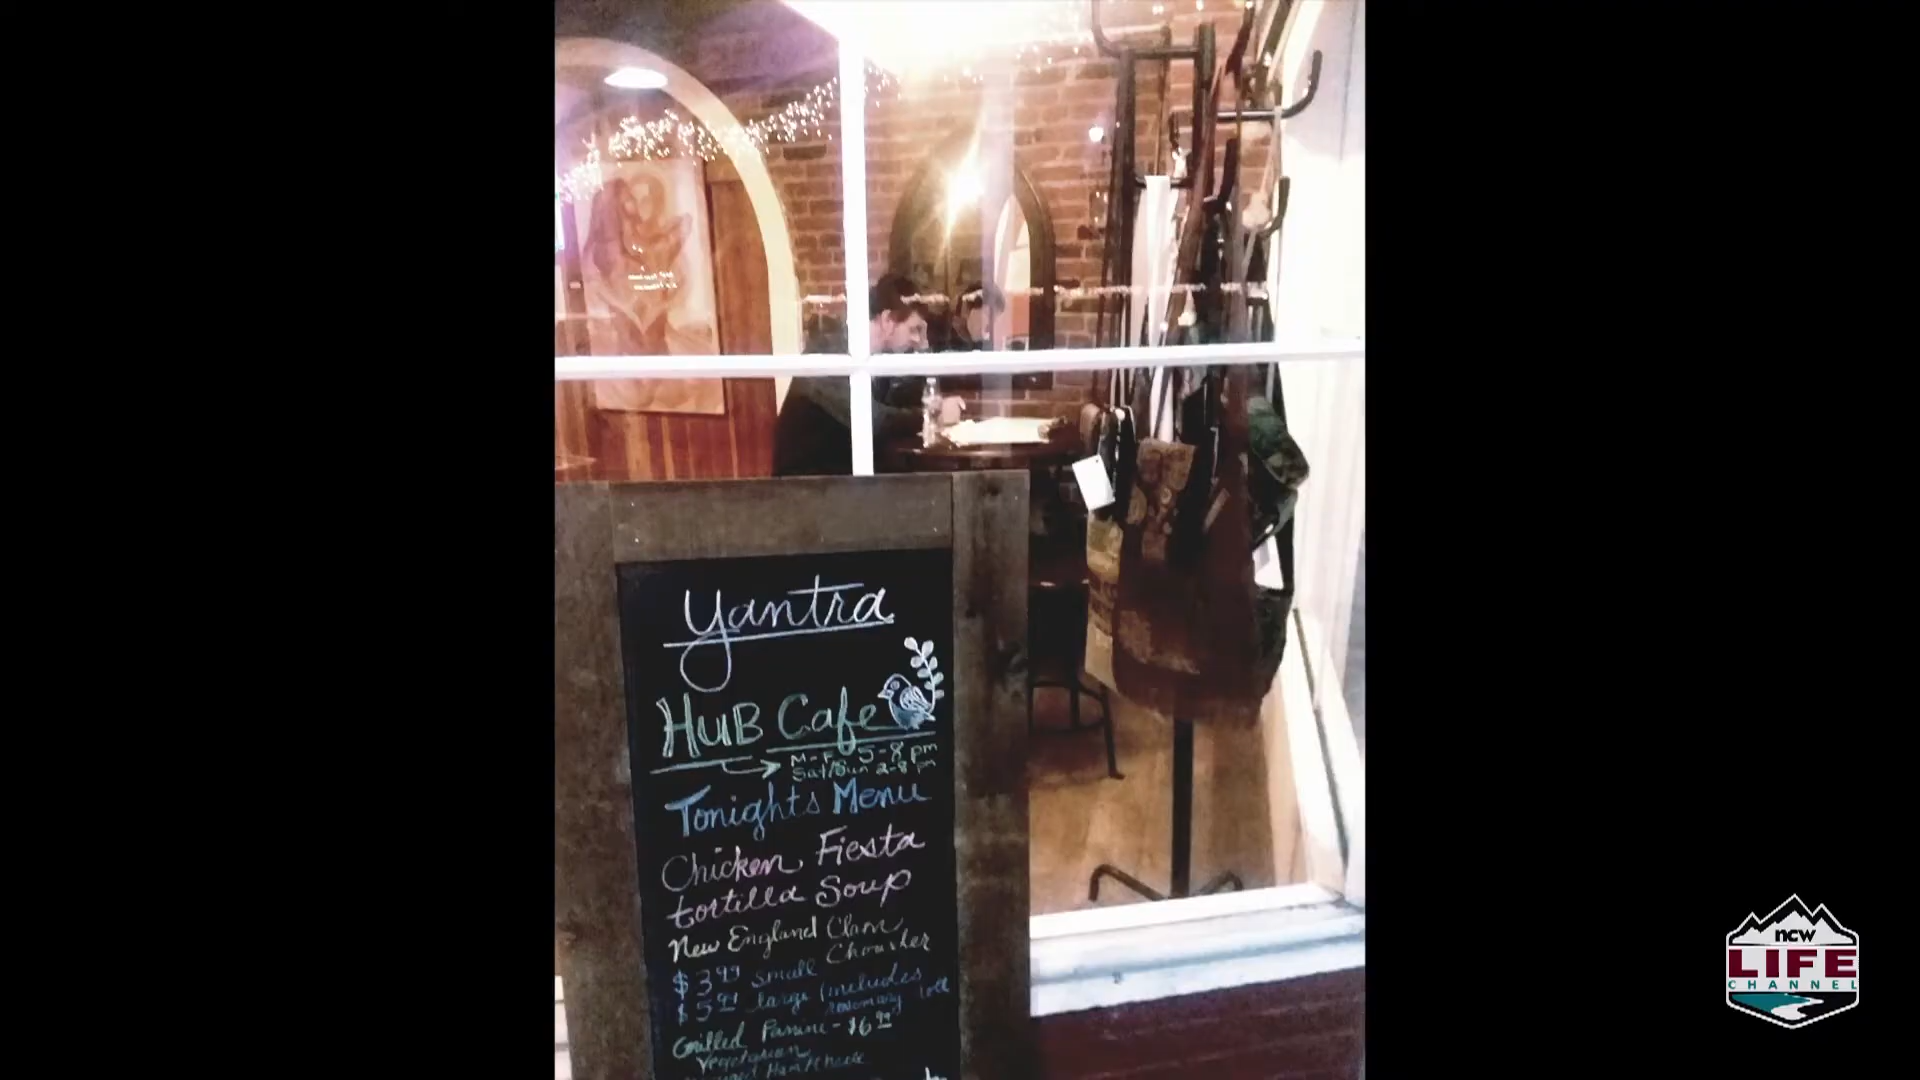 Yantra
HUB Cafe
M-F 5-8 pm
Sat/Sun 2-8 pm
Tonights Menu
Chicken Fiesta
tortilla Soup
New England Clam
Chowder
$3.99 small
$5.99 large (includes
rosemary roll
Grilled Panini - $6.99
Vegetarian
Ham & Cheese
ncw
LIFE
CHANNEL